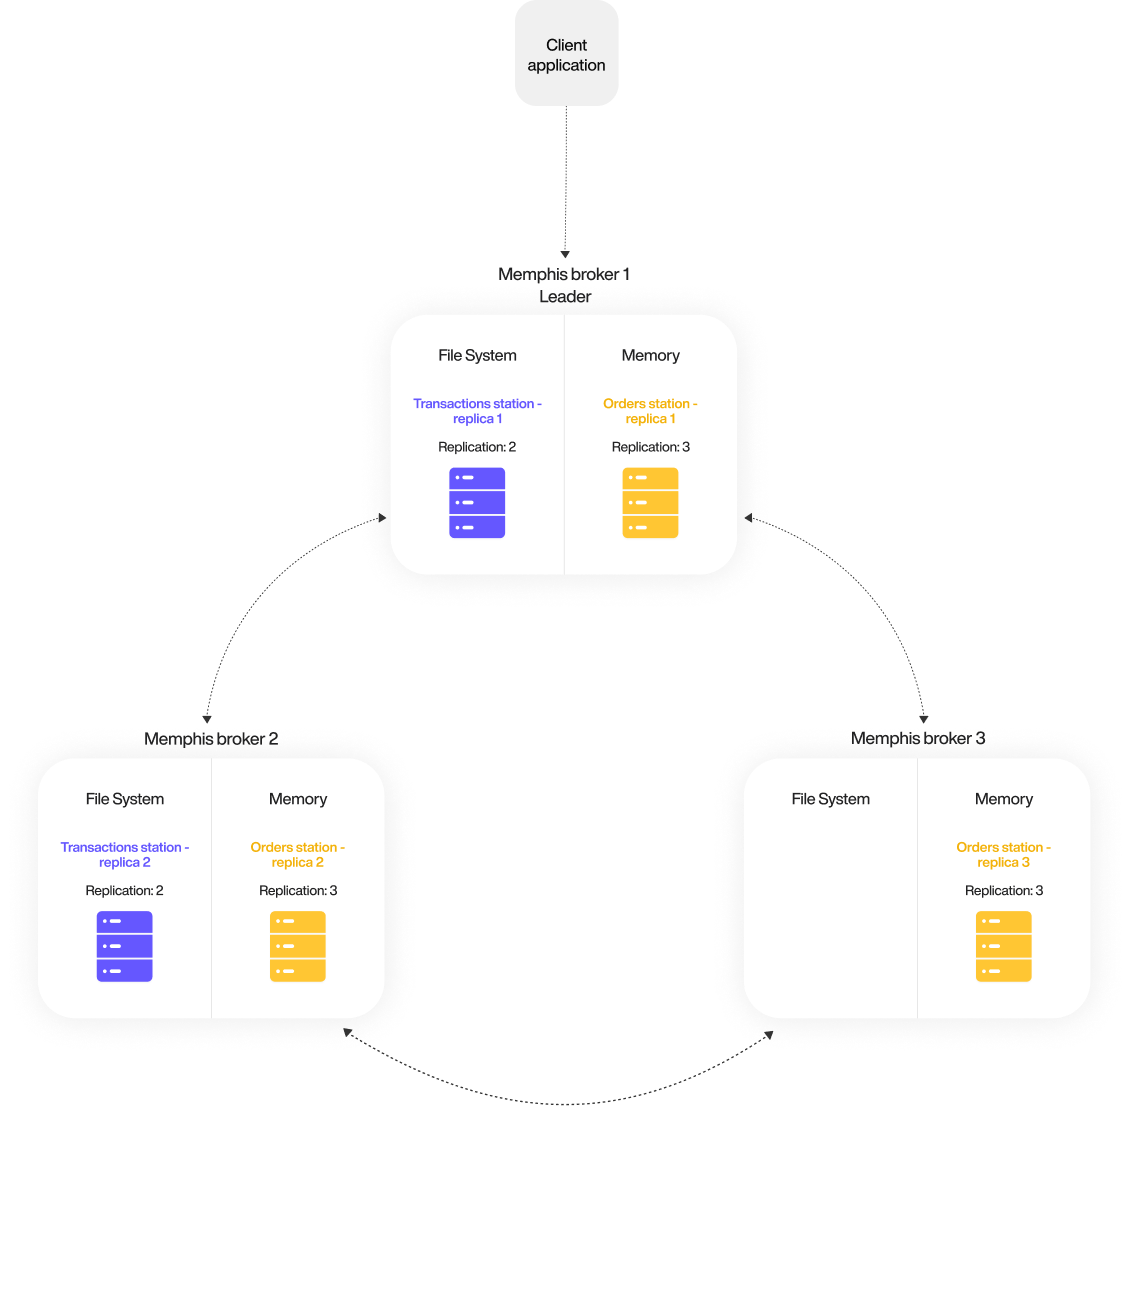 Client
application
Memphis broker 1
Leader
File System
Transactions station -
replica 1
Replication: 2
Memory
Orders station -
replica 1
Replication: 3
Memphis broker 2
File System
Transactions station -
replica 2
Replication: 2
Memory
Orders station -
replica 2
Replication: 3
Memphis broker 3
File System
Memory
Orders station -
replica 3
Replication: 3